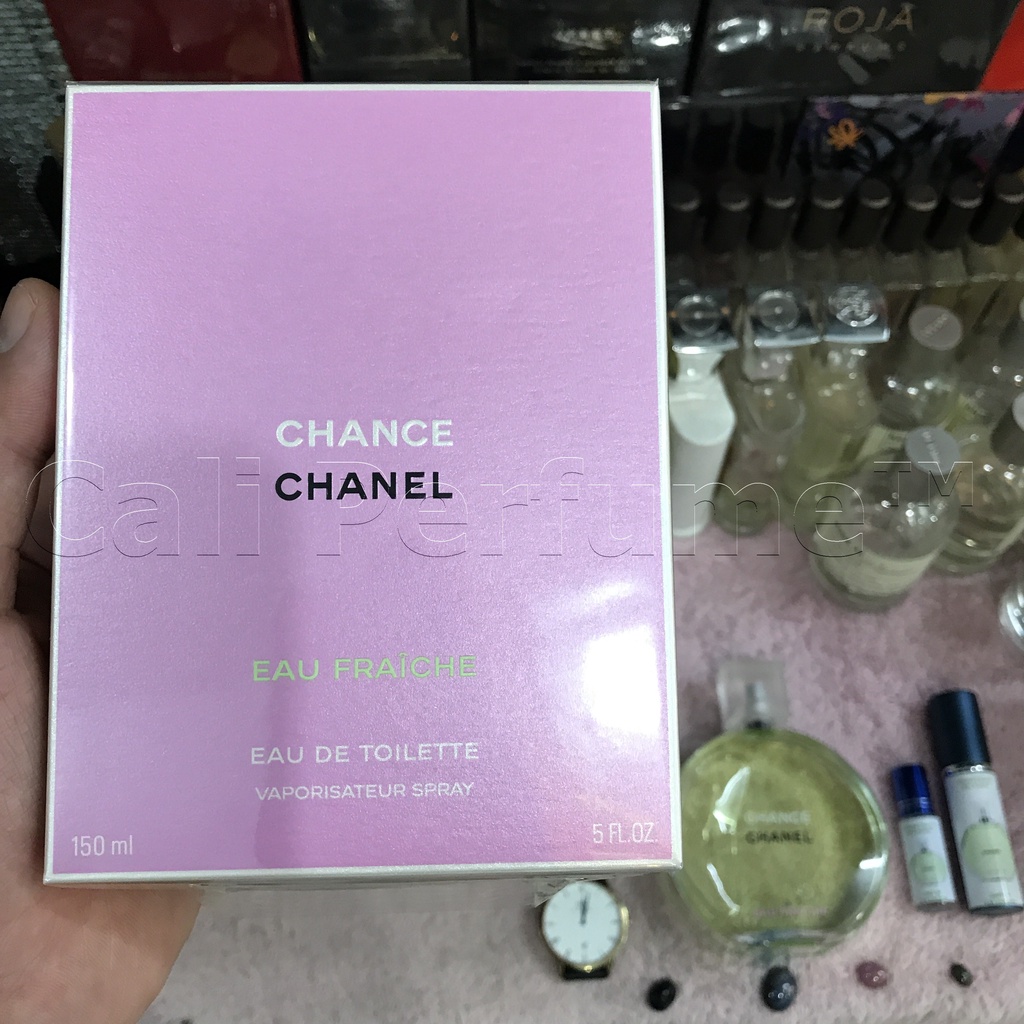 ROJA
PARFUMS
CHANCE
CHANEL
Cali Perfume™
EAU FRAÎCHE
EAU DE TOILETTE
VAPORISATEUR SPRAY
150 ml
5 FL.OZ.
CHANCE
CHANEL